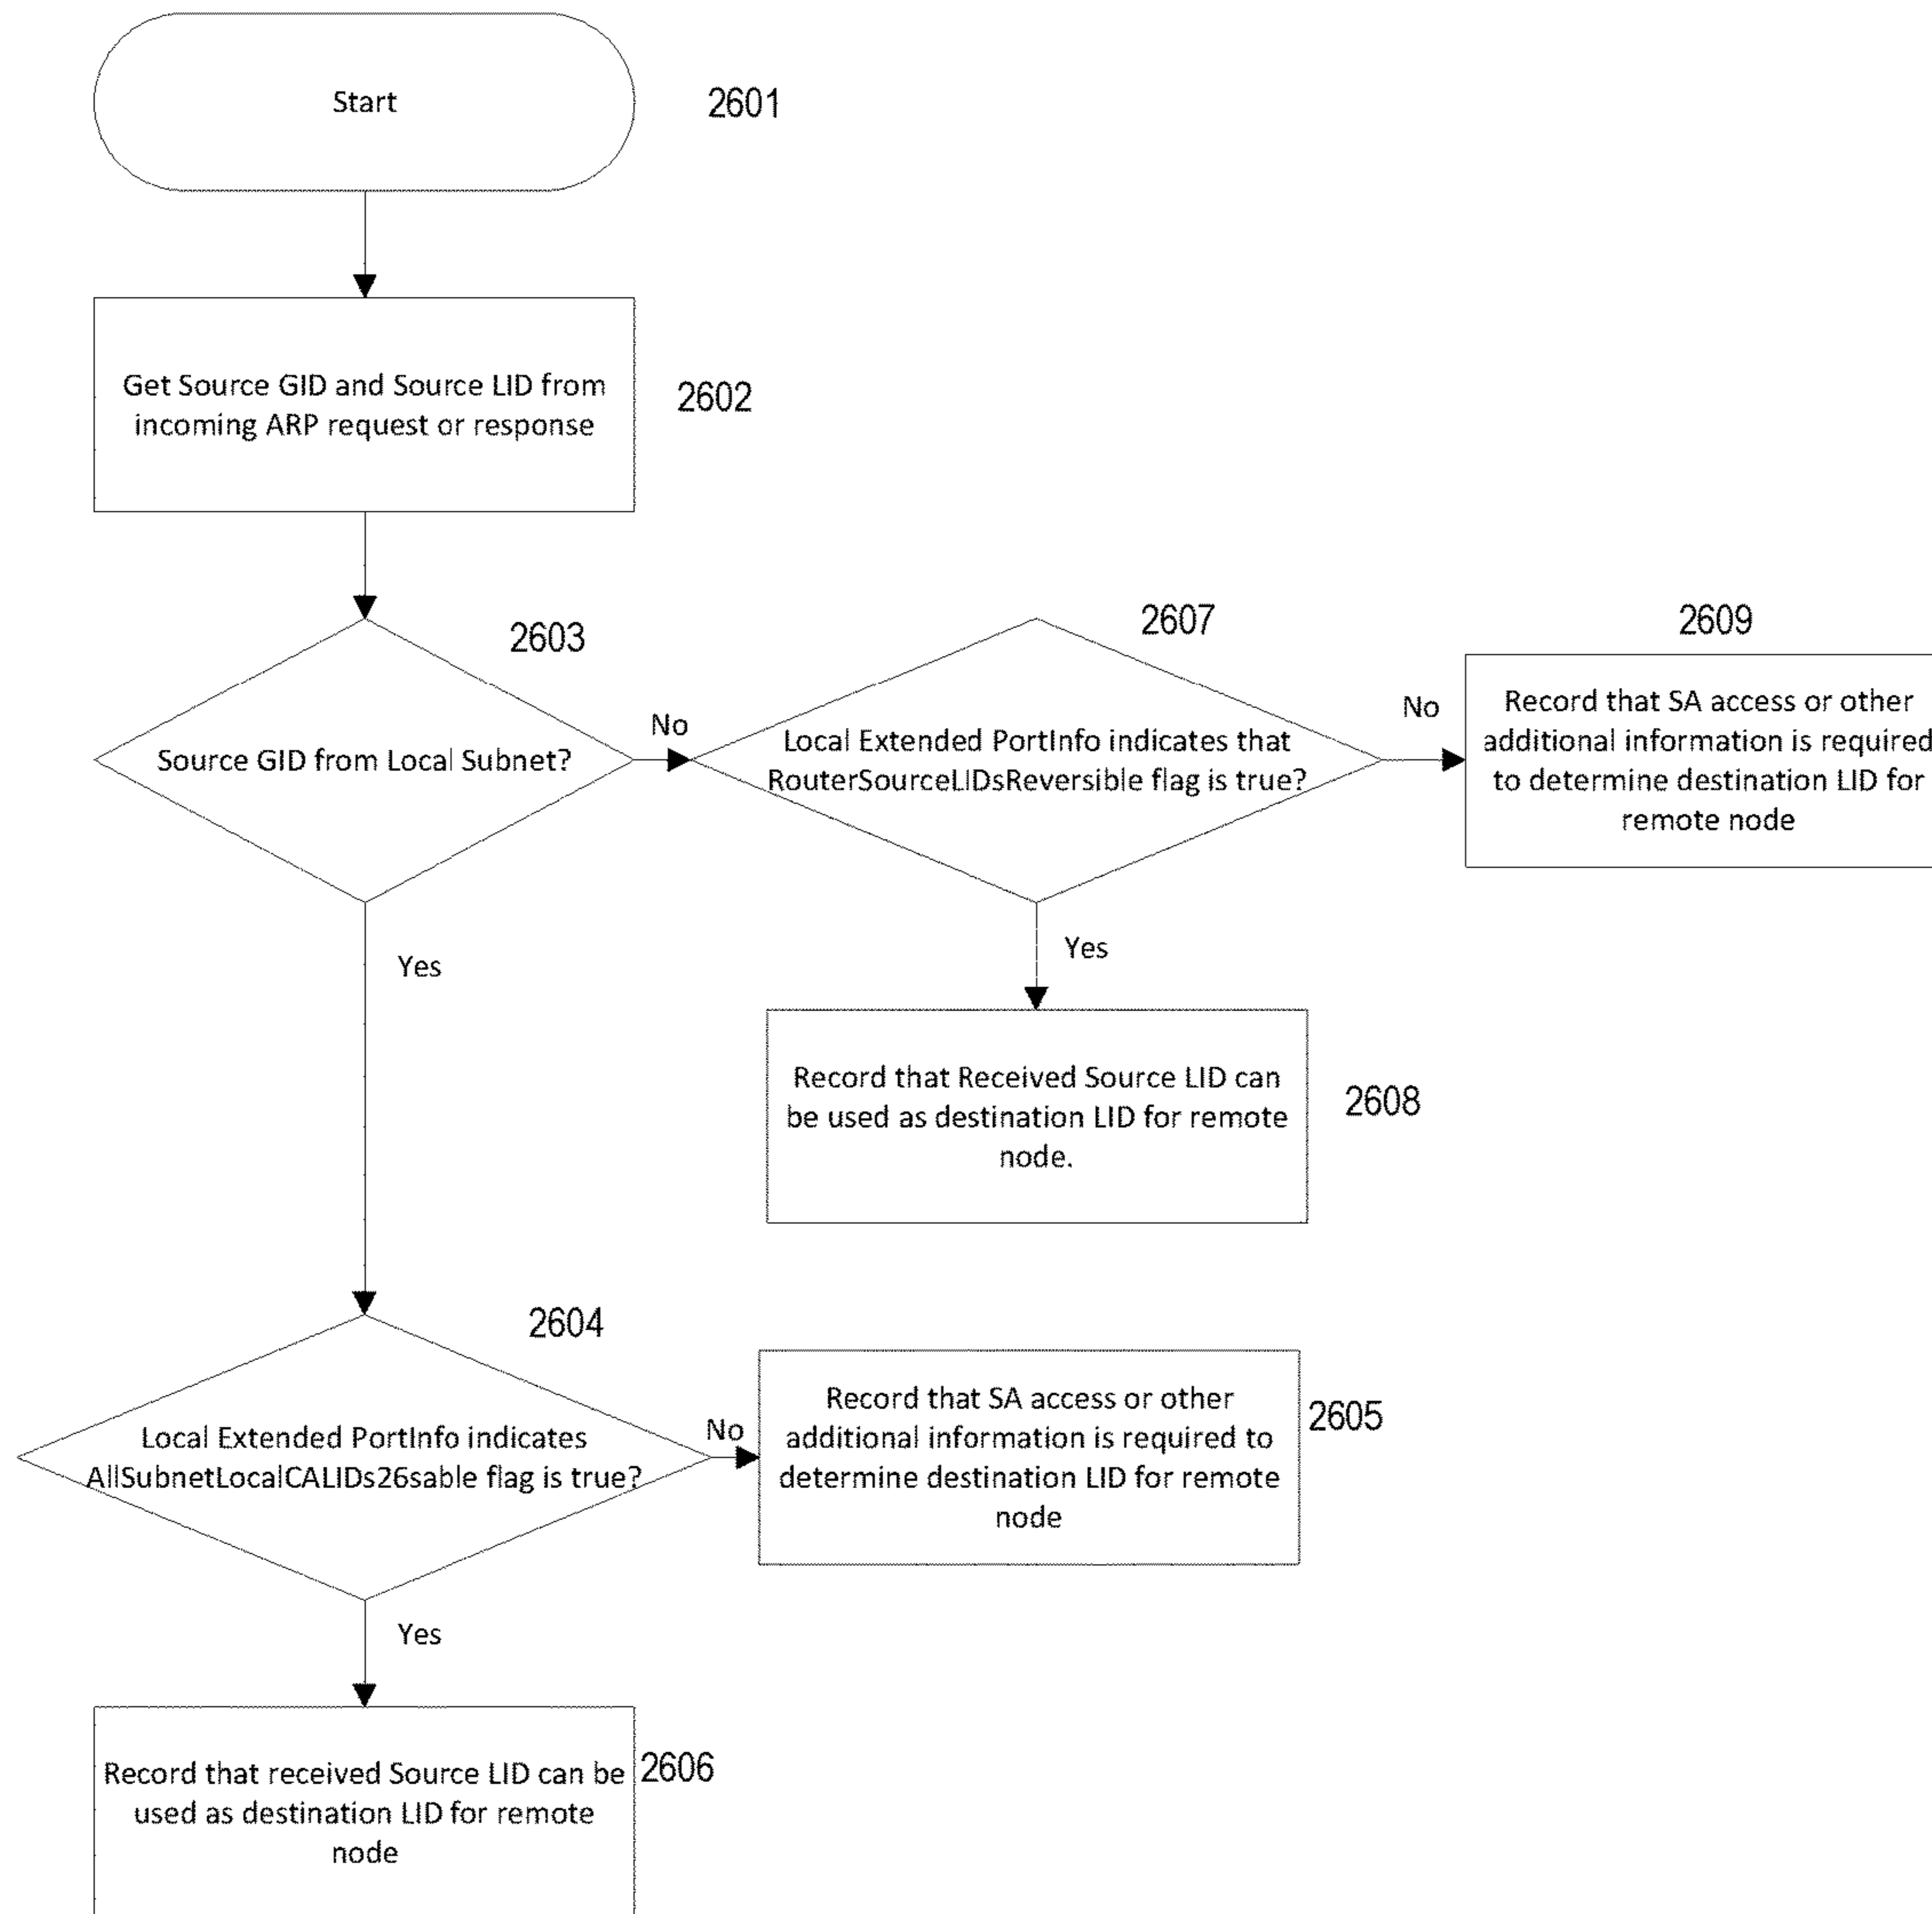 Start
2601
Get Source GID and Source LID from
incoming ARP request or response
2602
2603
Source GID from Local Subnet?
No
2607
Local Extended PortInfo indicates that
RouterSourceLIDsReversible flag is true?
No
2609
Record that SA access or other
additional information is required
to determine destination LID for
remote node
Yes
Yes
Record that Received Source LID can
be used as destination LID for remote
node.
2608
2604
Local Extended PortInfo indicates
AllSubnetLocalCALIDs26sable flag is true?
No
Record that SA access or other
additional information is required to
determine destination LID for remote
node
2605
Yes
Record that received Source LID can be
used as destination LID for remote
node
2606